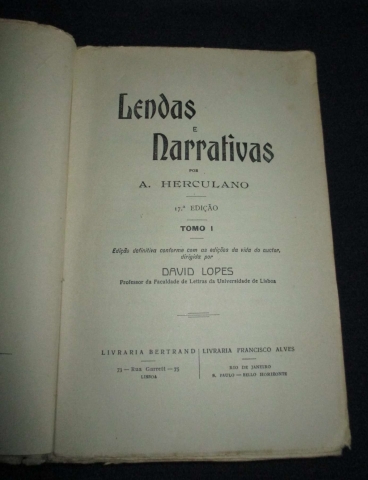 Lendas
E
Narrativas
POR
A. HERCULANO
17.ª EDIÇÃO
TOMO I
Edição definitiva conforme com as edições da vida do auctor,
dirigida por
DAVID LOPES
Professor da Faculdade de Letras da Universidade de Lisboa
LIVRARIA BERTRAND
73 — Rua Garrett — 75
LISBOA
LIVRARIA FRANCISCO ALVES
RIO DE JANEIRO
S. PAULO — BELO HORIZONTE